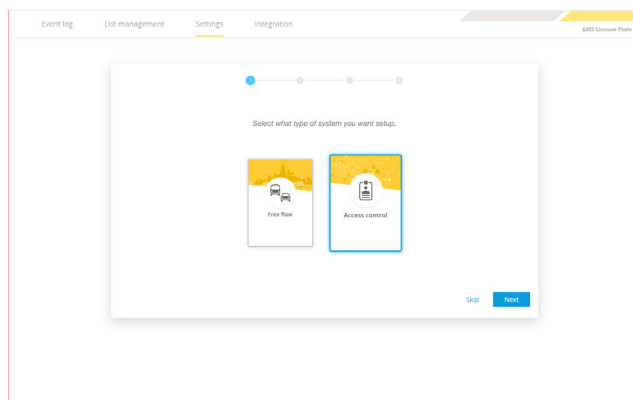 Event log List management Settings Integration
AXIS License Plate
1
Select what type of system you want setup.
Free flow Access control
Skip Next